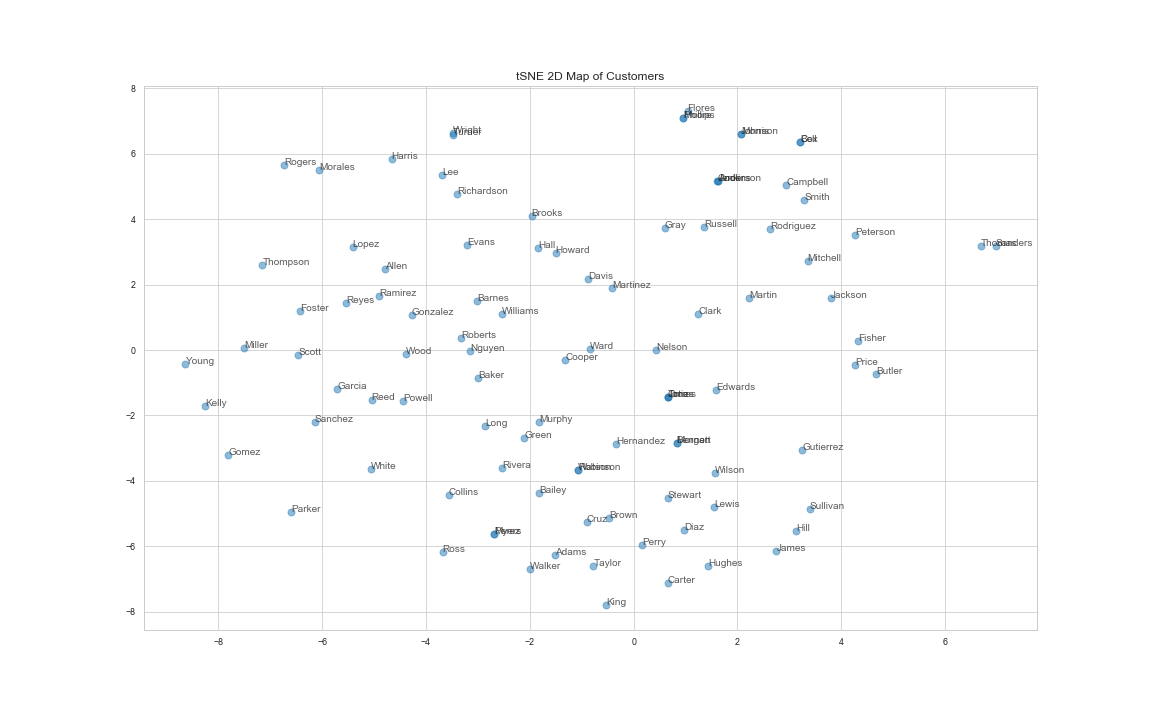 tSNE 2D Map of Customers
8
Flores
Wright
Rogers
Morales
Harris
6
Lee
Campbell
Richardson
Smith
Brooks
4
Gray
Russell
Rodriguez
Peterson
Lopez
Evans
Hall
Howard
Thompson
Allen
Mitchell
2
Davis
Martinez
Foster
Reyes
Ramirez
Barnes
Martin
Jackson
Gonzalez
Williams
Clark
Roberts
Fisher
0
Miller
Scott
Wood
Nguyen
Ward
Nelson
Young
Cooper
Price
Butler
Baker
Garcia
Edwards
Kelly
Reed
Powell
−2
Sanchez
Long
Murphy
Green
Hernandez
Gutierrez
Gomez
White
Rivera
Wilson
−4
Collins
Bailey
Stewart
Lewis
Sullivan
Parker
Cruz
Brown
Diaz
Hill
−6
Ross
Adams
Perry
James
Walker
Taylor
Hughes
Carter
King
−8
−8 −6 −4 −2 0 2 4 6